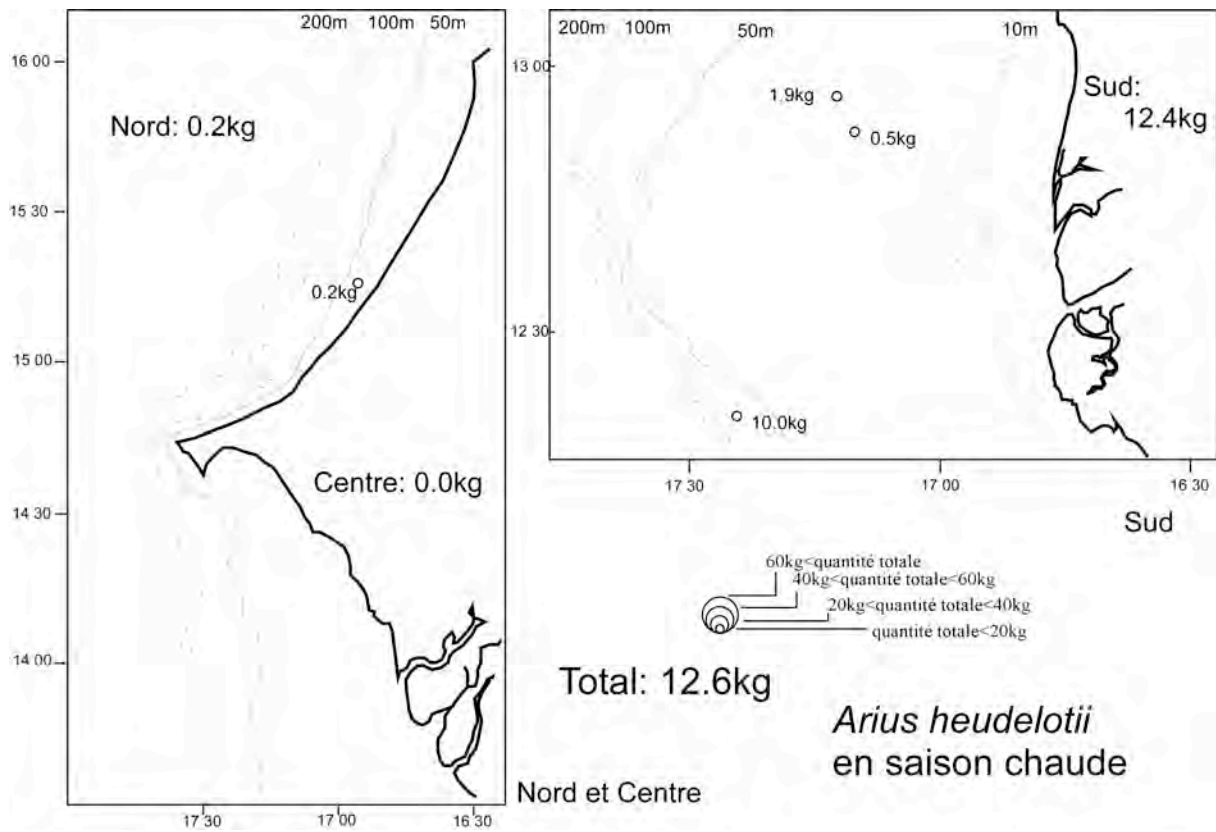 200m 100m 50m
16 00
Nord: 0.2kg
15 30
0.2kg
15 00
Centre: 0.0kg
14 30
14 00
17 30 17 00 16 30
Nord et Centre
200m 100m 50m 10m
13 00
1.9kg
0.5kg
Sud:
12.4kg
12 30
10.0kg
17 30 17 00 16 30
Sud
60kg<quantité totale
40kg<quantité totale<60kg
20kg<quantité totale<40kg
quantité totale<20kg
Total: 12.6kg
Arius heudelotii
en saison chaude